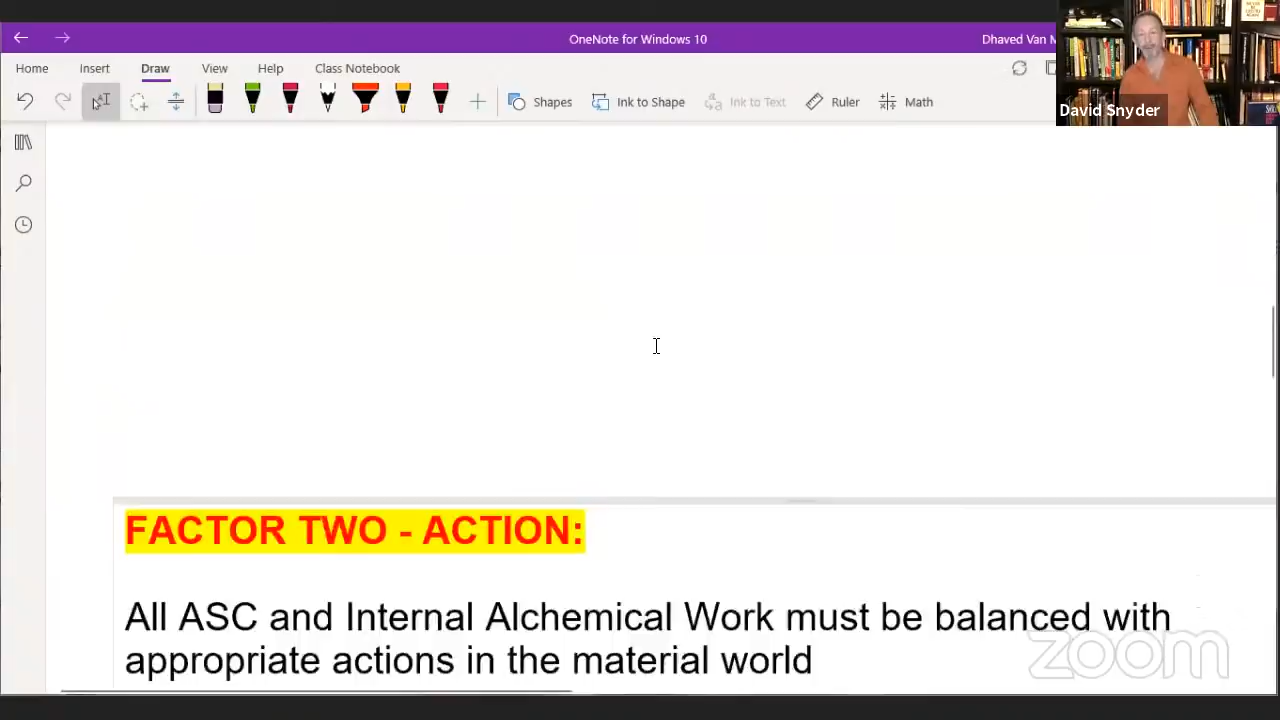 OneNote for Windows 10
Dhaved Van M
Home Insert Draw View Help Class Notebook
Shapes Ink to Shape Ink to Text Ruler Math
David Snyder
FACTOR TWO - ACTION:
All ASC and Internal Alchemical Work must be balanced with
appropriate actions in the material world
zoom